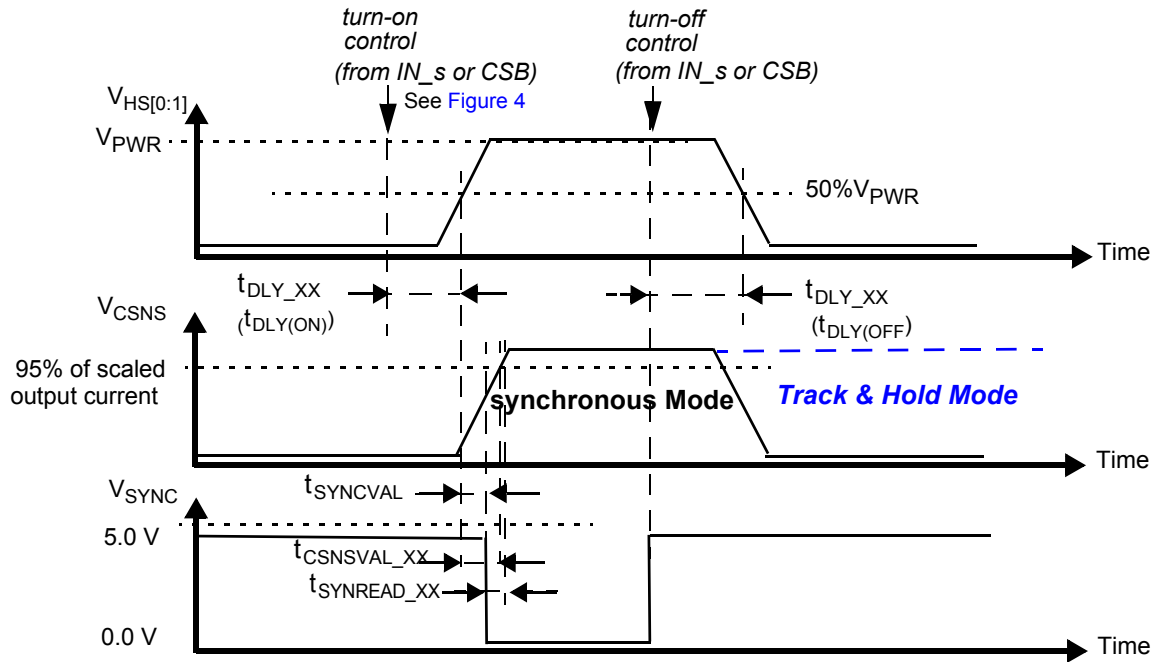 turn-on
control
(from IN_s or CSB)
See Figure 4
turn-off
control
(from IN_s or CSB)
VHS[0:1]
VPWR
50%VPWR
Time
tDLY_XX
(tDLY(ON))
tDLY_XX
(tDLY(OFF)
VCSNS
95% of scaled
output current
synchronous Mode
Track & Hold Mode
Time
tSYNCVAL
VSYNC
5.0 V
tCSNSVAL_XX
tSYNREAD_XX
0.0 V
Time